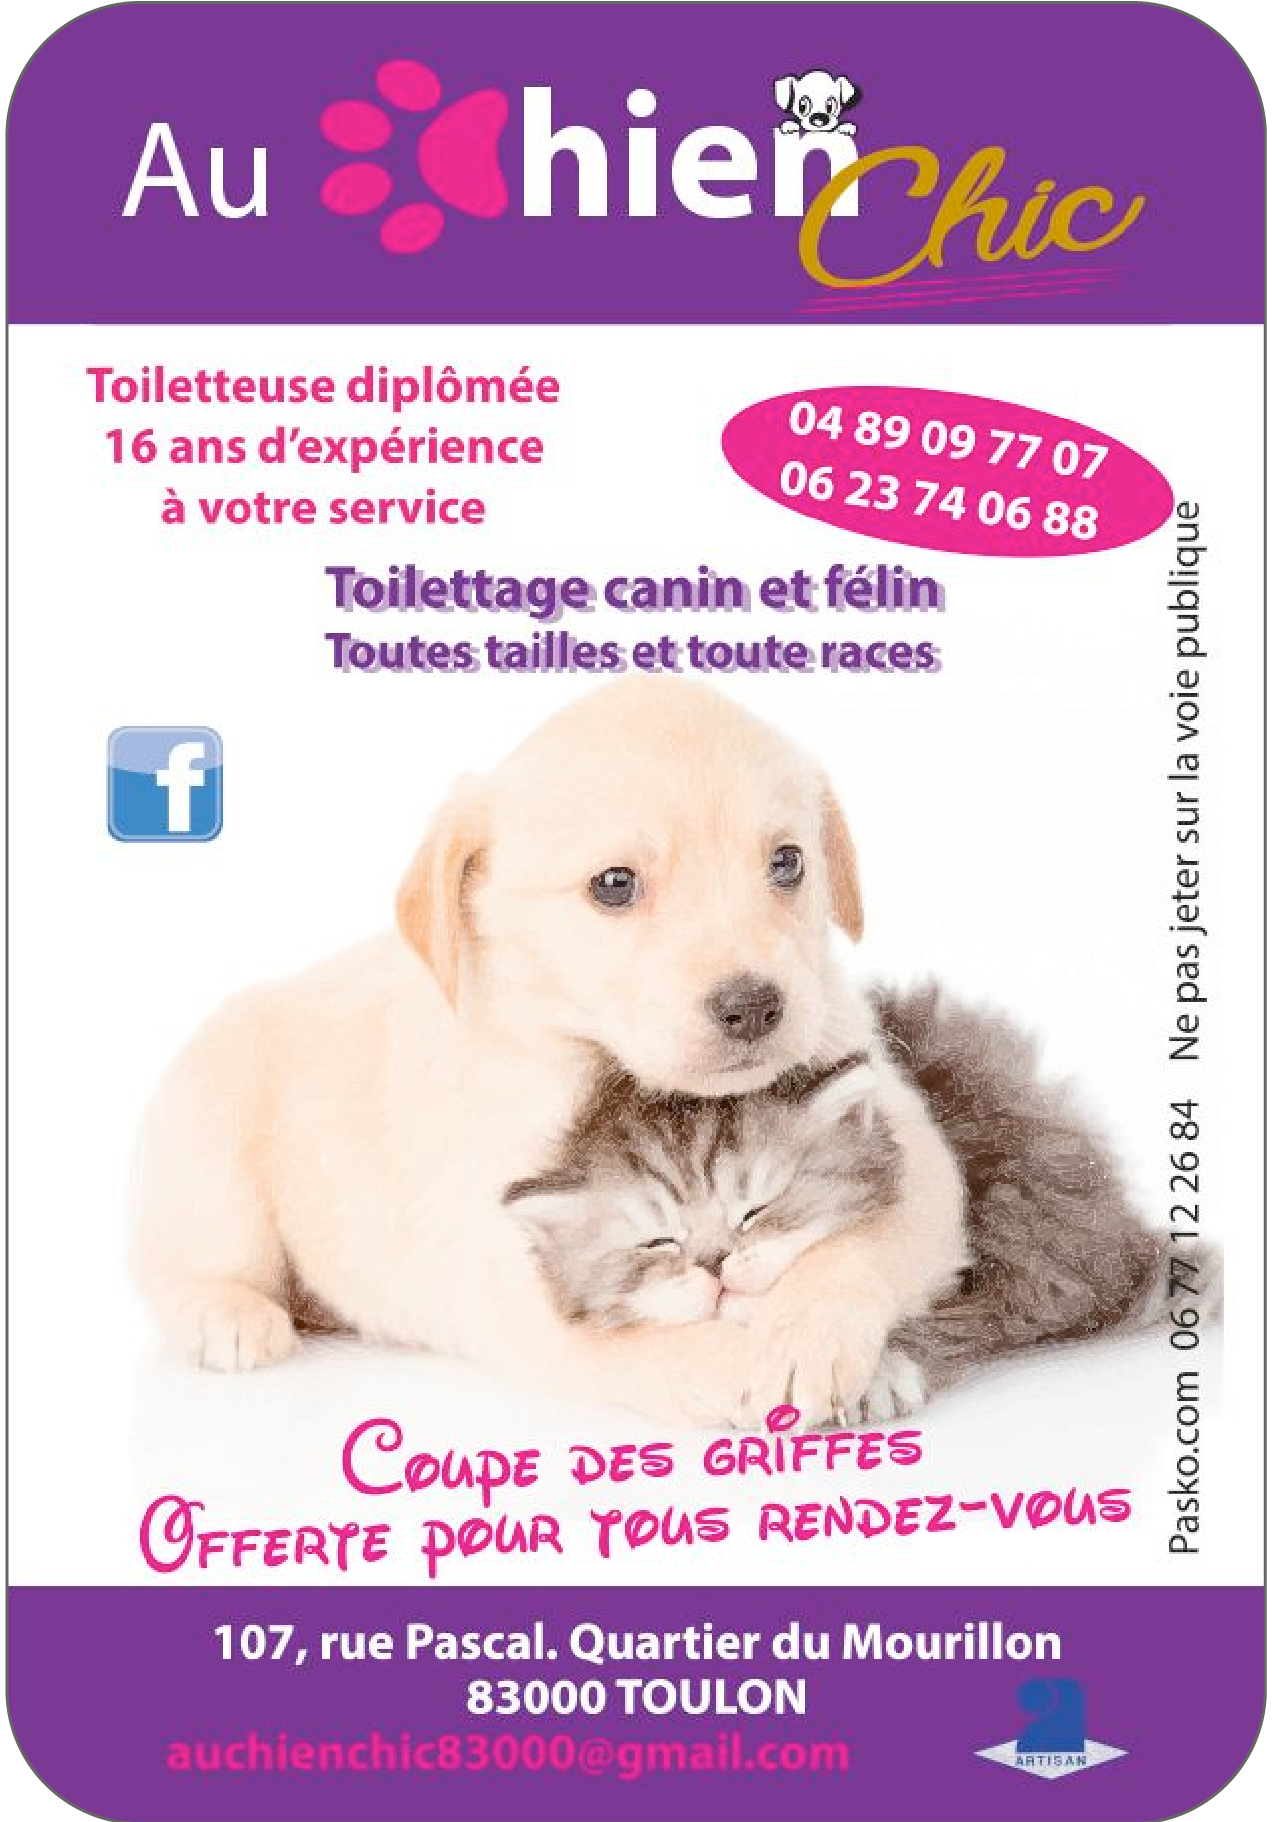 Au Chien Chic
Toiletteuse diplômée
16 ans d'expérience
à votre service
04 89 09 77 07
06 23 74 06 88
Toilettage canin et félin
Toutes tailles et toute races
f
Coupe des griffes
Offerte pour tous rendez-vous
Pasko.com 06 77 12 26 84 Ne pas jeter sur la voie publique
107, rue Pascal. Quartier du Mourillon
83000 TOULON
auchienchic83000@gmail.com
ARTISAN